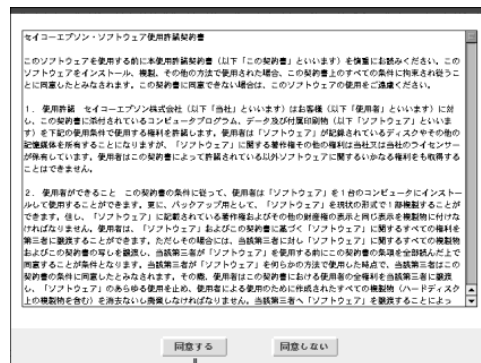 セイコーエプソン・ソフトウェア使用許諾契約書
このソフトウェアを使用する前に本使用許諾契約書（以下「この契約書」といいます）を慎重にお読みください。この
ソフトウェアをインストール、複製、その他の方法で使用された場合、この契約書上のすべての条件に拘束され従うこ
とに同意したとみなされます。この契約書に同意できない場合は、このソフトウェアの使用をご遠慮ください。
1． 使用許諾　セイコーエプソン株式会社（以下「当社」といいます）はお客様（以下「使用者」といいます）に対
し、この契約書に添付されているコンピュータプログラム、データ及び付属印刷物（以下「ソフトウェア」といいま
す）を下記の使用条件で使用する権利を許諾します。使用者は「ソフトウェア」が記録されているディスクやその他の
記憶媒体を所有することになりますが、「ソフトウェア」に関する著作権その他の権利は当社又は当社のライセンサー
が保有しています。使用者はこの契約書によって許諾されている以外ソフトウェアに関するいかなる権利をも取得する
ことはできません。
2． 使用者ができること　この契約書の条件に従って、使用者は「ソフトウェア」を１台のコンピュータにインストー
ルして使用することができます。更に、バックアップ用として、「ソフトウェア」を現状の形式で１部複製することが
できます。但し、「ソフトウェア」に記載されている著作権およびその他の財産権の表示と同じ表示を複製物に付けな
ければなりません。使用者は、「ソフトウェア」およびこの契約書に基づく「ソフトウェア」に関するすべての権利を
第三者に譲渡することができます。ただしその場合には、当該第三者に対し「ソフトウェア」に関するすべての複製物
およびこの契約書の写しを譲渡し、当該第三者が「ソフトウェア」を使用する前にこの契約書の条項を全部読んだ上で
同意することが条件となります。当該第三者が「ソフトウェア」を何らかの方法で使用した時点で、当該第三者はこの
契約書の条件に同意したとみなされます。その際、使用者はこの契約書における使用者の全権利を当該第三者に譲渡
し、「ソフトウェア」のあらゆる使用を止め、使用者による使用のために作成されたすべての複製物（ハードディスク
上の複製物を含む）を消去ないし廃棄しなければなりません。当該第三者へ「ソフトウェア」を譲渡することによっ
同意する　同意しない